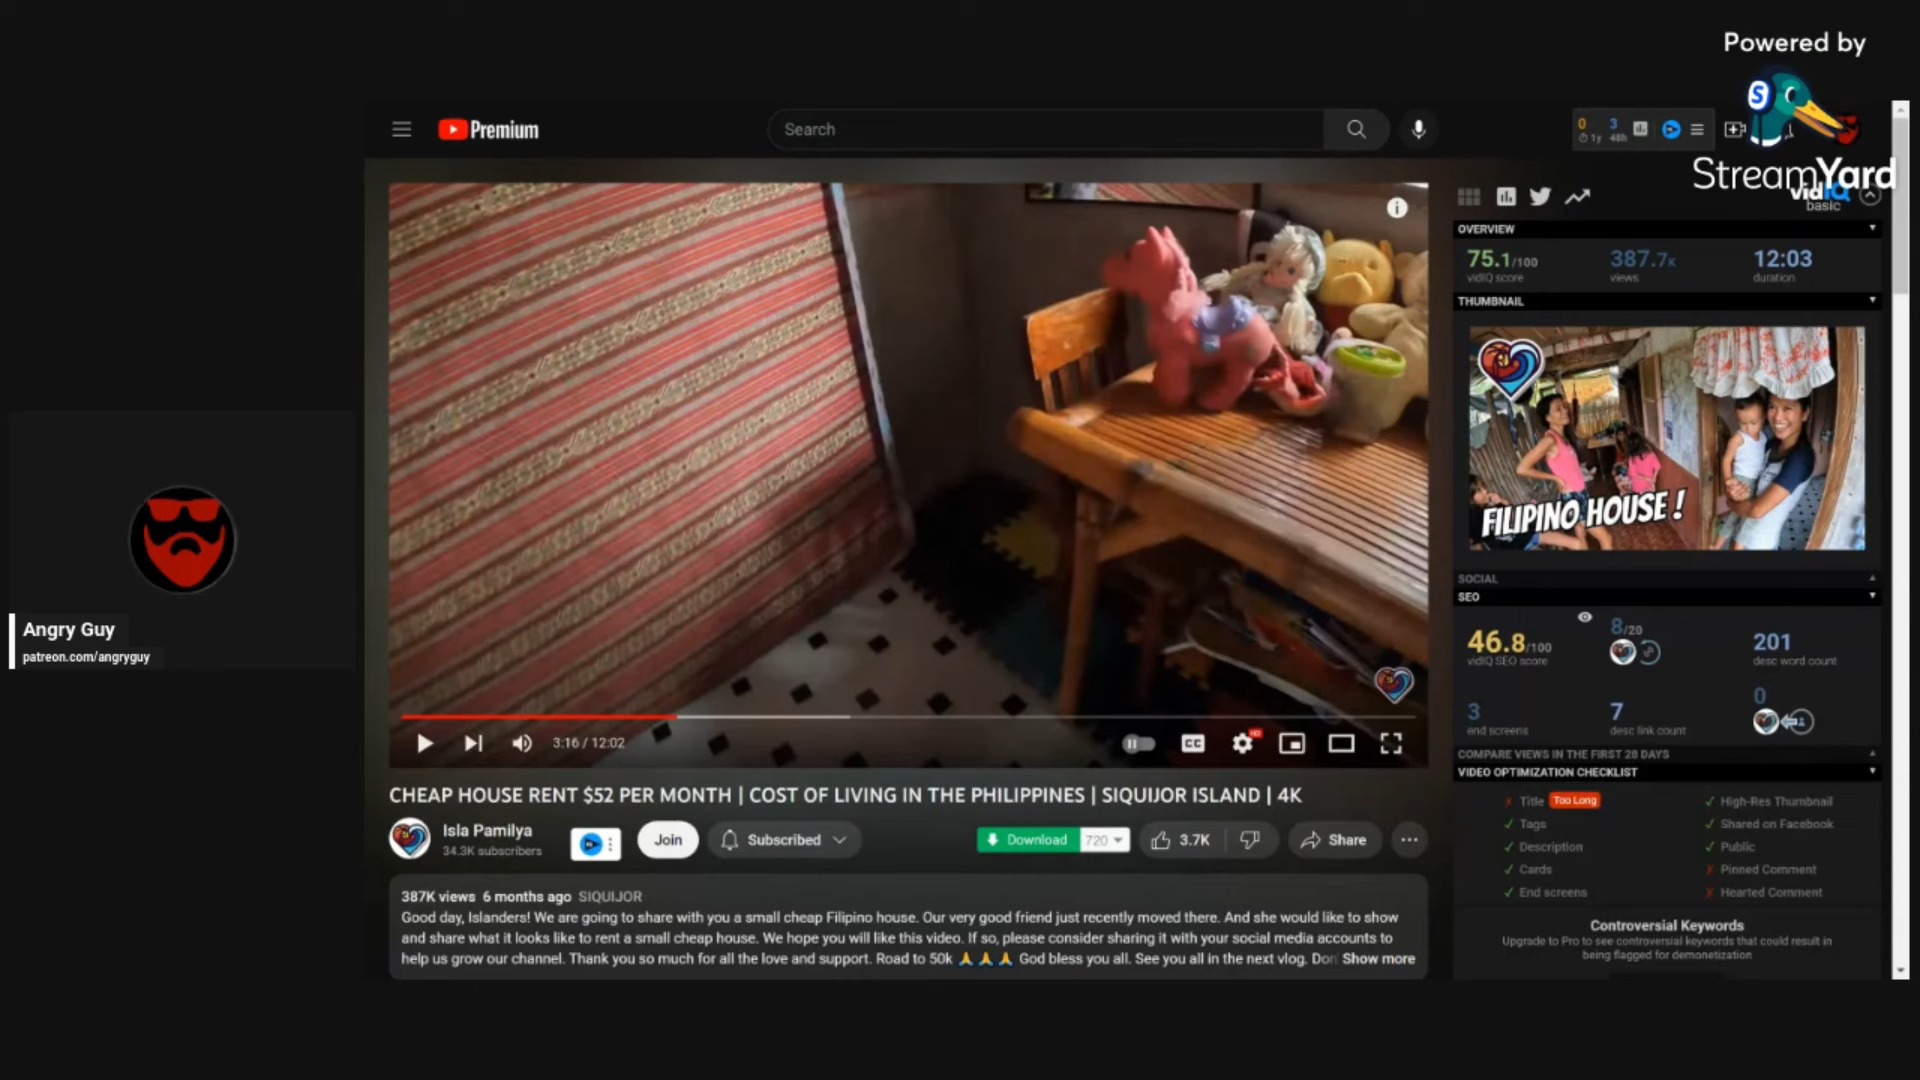 Powered by
StreamYard
Premium
Search
0
1y
3
48h
vidIQ
basic
OVERVIEW
75.1/100
vidIQ score
387.7K
views
12:03
duration
THUMBNAIL
FILIPINO HOUSE !
SOCIAL
SEO
46.8/100
vidIQ SEO score
8/20
201
desc word count
3
end screens
7
desc link count
0
COMPARE VIEWS IN THE FIRST 28 DAYS
VIDEO OPTIMIZATION CHECKLIST
Title Too Long
Tags
Description
Cards
End screens
High-Res Thumbnail
Shared on Facebook
Public
Pinned Comment
Hearted Comment
Controversial Keywords
Upgrade to Pro to see controversial keywords that could result in
being flagged for demonetization
Angry Guy
patreon.com/angryguy
3:16 / 12:02
CC
HD
CHEAP HOUSE RENT $52 PER MONTH | COST OF LIVING IN THE PHILIPPINES | SIQUIJOR ISLAND | 4K
Isla Pamilya
34.3K subscribers
Join
Subscribed
Download
720
3.7K
Share
387K views 6 months ago SIQUIJOR
Good day, Islanders! We are going to share with you a small cheap Filipino house. Our very good friend just recently moved there. And she would like to show
and share what it looks like to rent a small cheap house. We hope you will like this video. If so, please consider sharing it with your social media accounts to
help us grow our channel. Thank you so much for all the love and support. Road to 50k 🙏 🙏 🙏 God bless you all. See you all in the next vlog. Don Show more